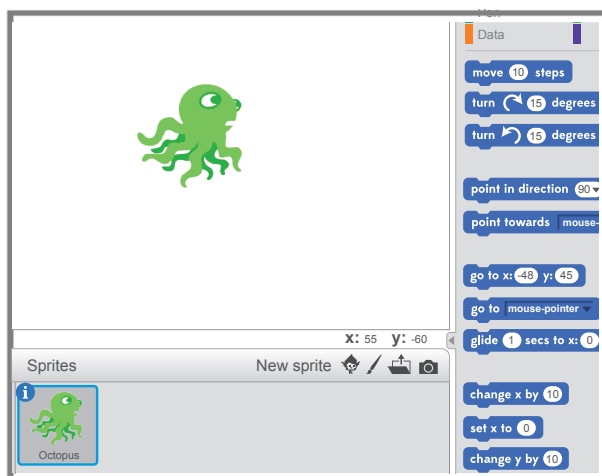 Data
move 10 steps
turn 15 degrees
turn 15 degrees
point in direction 90
point towards mouse-
go to x: -48 y: 45
go to mouse-pointer
glide 1 secs to x: 0
change x by 10
set x to 0
change y by 10
x: 55 y: -60
Sprites New sprite
i
Octopus